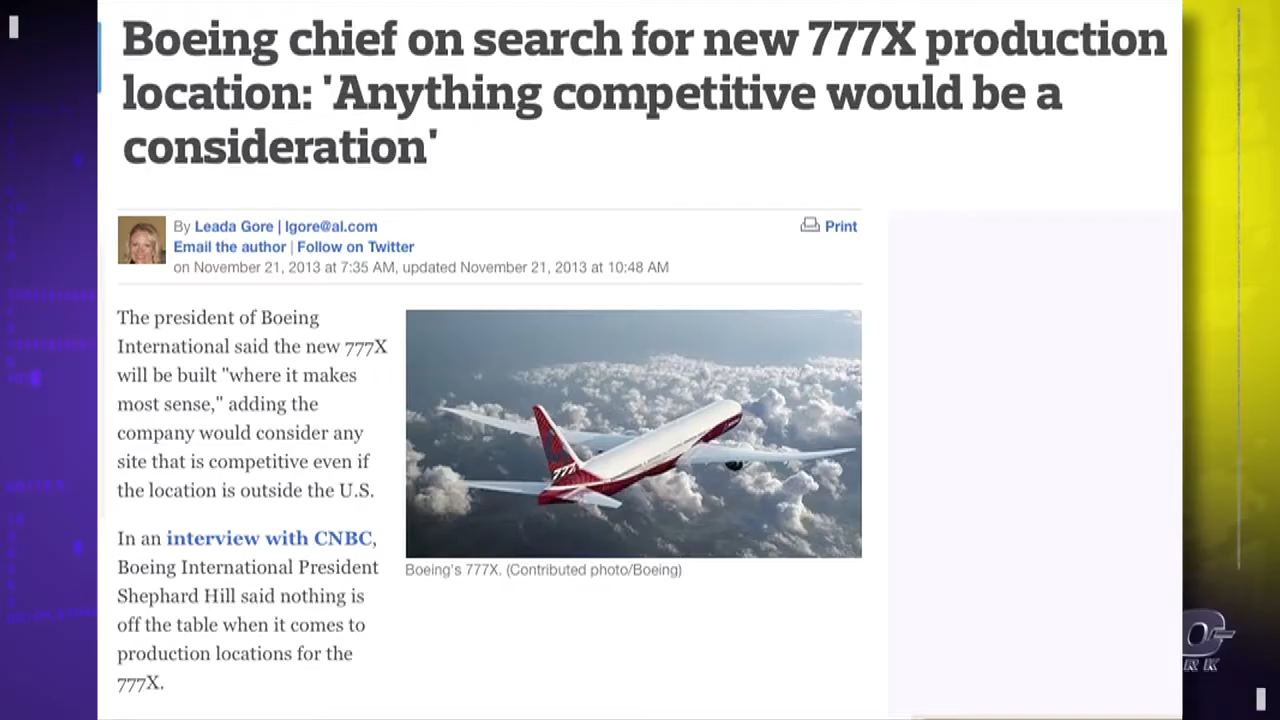 Boeing chief on search for new 777X production
location: 'Anything competitive would be a
consideration'
By Leada Gore | lgore@al.com
Print
Email the author | Follow on Twitter
on November 21, 2013 at 7:35 AM, updated November 21, 2013 at 10:48 AM
The president of Boeing
International said the new 777X
will be built "where it makes
most sense," adding the
company would consider any
site that is competitive even if
the location is outside the U.S.
777
Boeing's 777X. (Contributed photo/Boeing)
In an interview with CNBC,
Boeing International President
Shephard Hill said nothing is
off the table when it comes to
production locations for the
777X.